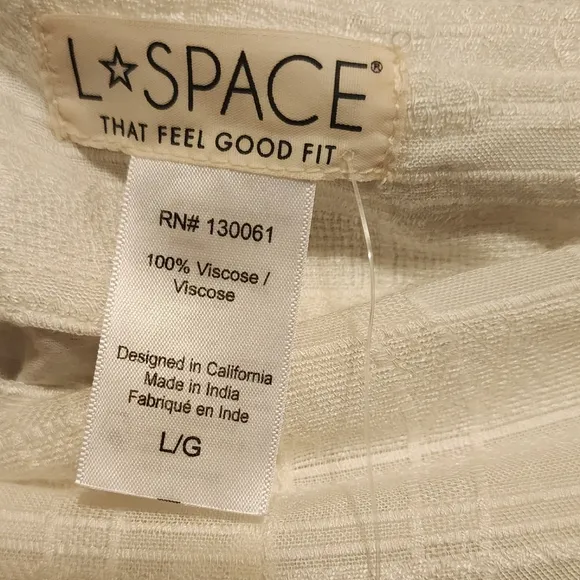 L☆SPACE®
THAT FEEL GOOD FIT
RN# 130061
100% Viscose /
Viscose
Designed in California
Made in India
Fabriqué en Inde
L/G